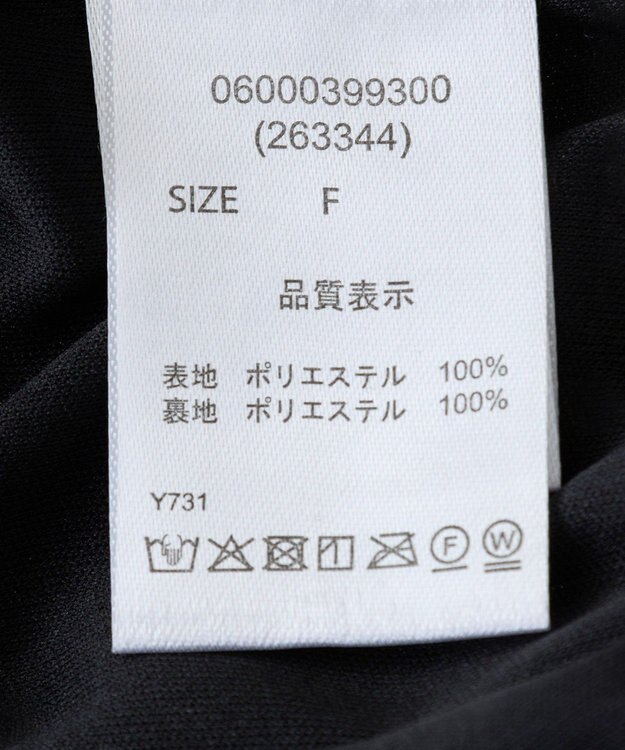 06000399300
(263344)
SIZE F
品質表示
表地 ポリエステル 100%
裏地 ポリエステル 100%
Y731
F W